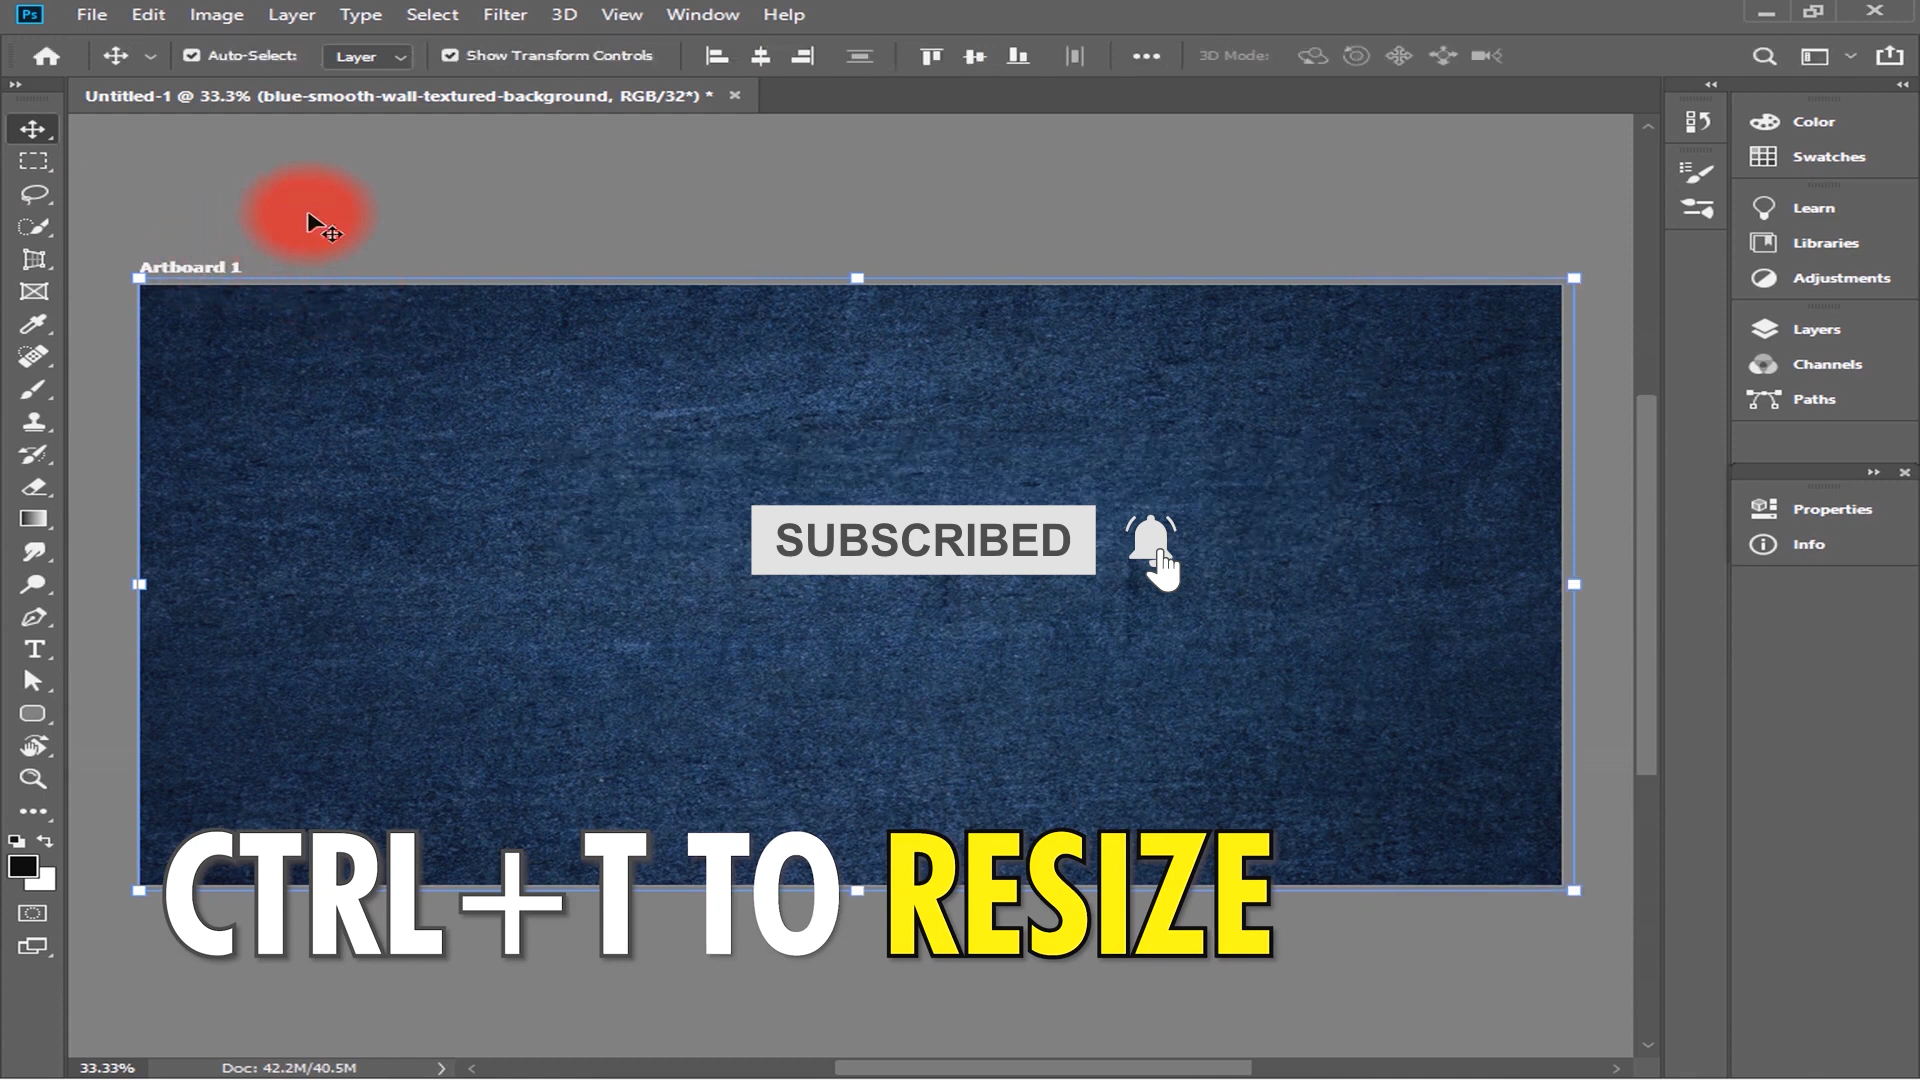 Ps File Edit Image Layer Type Select Filter 3D View Window Help
Auto-Select: Layer Show Transform Controls 3D Mode:
Untitled-1 @ 33.3% (blue-smooth-wall-textured-background, RGB/32*) *
Color
Swatches
Learn
Libraries
Adjustments
Layers
Channels
Paths
Properties
Info
Artboard 1
SUBSCRIBED
CTRL+T TO RESIZE
33.33% Doc: 42.2M/40.5M